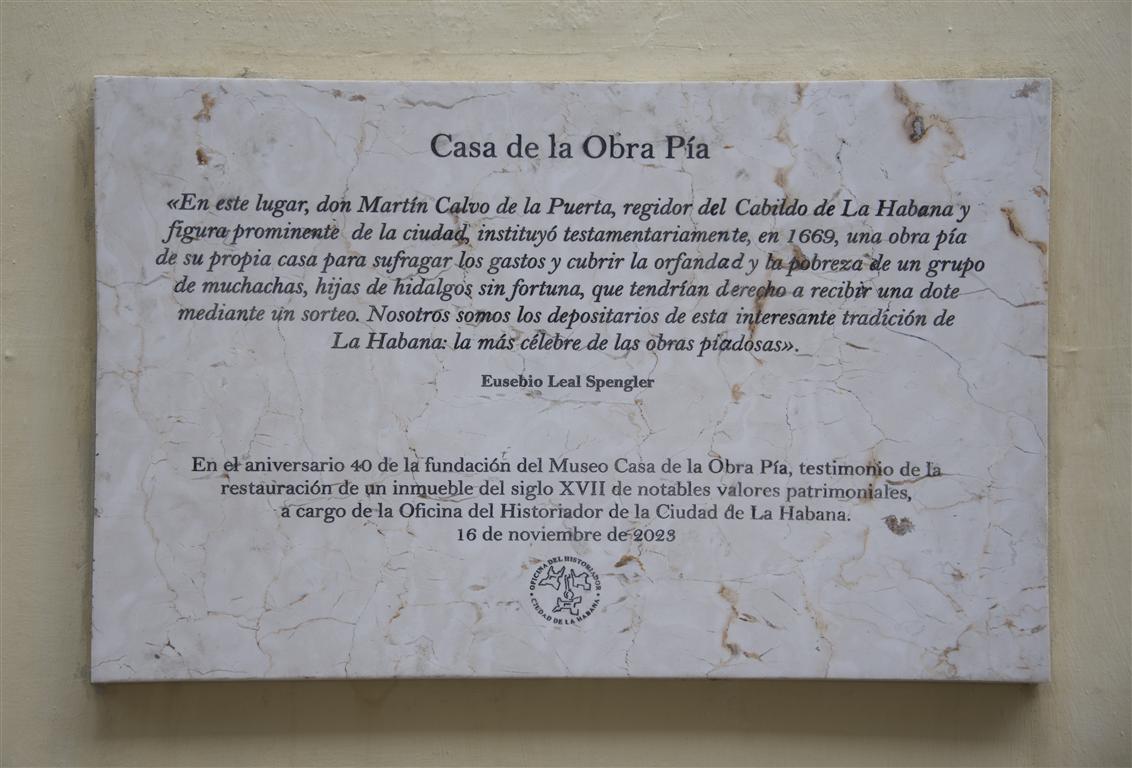 Casa de la Obra Pía
«En este lugar, don Martín Calvo de la Puerta, regidor del Cabildo de La Habana y
figura prominente de la ciudad, instituyó testamentariamente, en 1669, una obra pía
de su propia casa para sufragar los gastos y cubrir la orfandad y la pobreza de un grupo
de muchachas, hijas de hidalgos sin fortuna, que tendrían derecho a recibir una dote
mediante un sorteo. Nosotros somos los depositarios de esta interesante tradición de
La Habana: la más célebre de las obras piadosas».
Eusebio Leal Spengler
En el aniversario 40 de la fundación del Museo Casa de la Obra Pía, testimonio de la
restauración de un inmueble del siglo XVII de notables valores patrimoniales,
a cargo de la Oficina del Historiador de la Ciudad de La Habana.
16 de noviembre de 2023
OFICINA DEL HISTORIADOR
CIUDAD DE LA HABANA